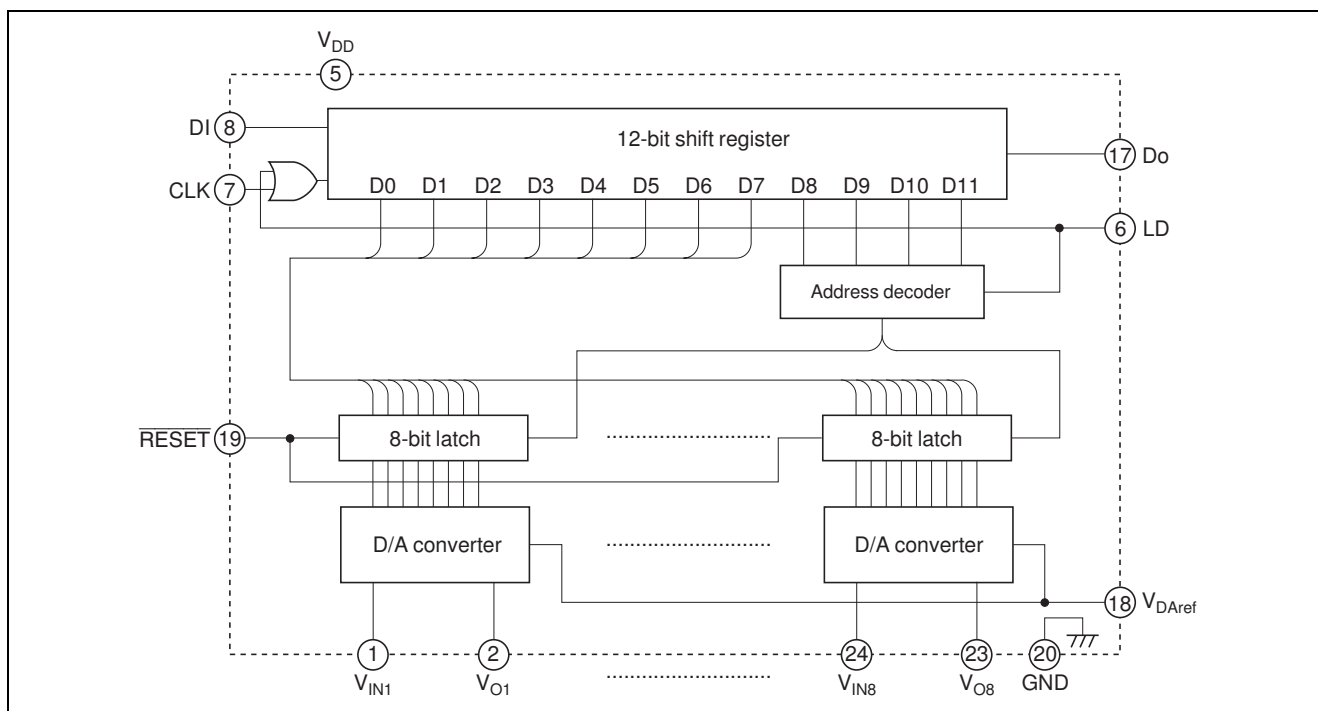 VDD
5
DI 8
12-bit shift register
17 Do
CLK 7
D0 D1 D2 D3 D4 D5 D6 D7 D8 D9 D10 D11
6 LD
Address decoder
RESET 19
8-bit latch
8-bit latch
D/A converter
D/A converter
18 VDAref
1
2
24
23
20
VIN1
VO1
VIN8
VO8
GND